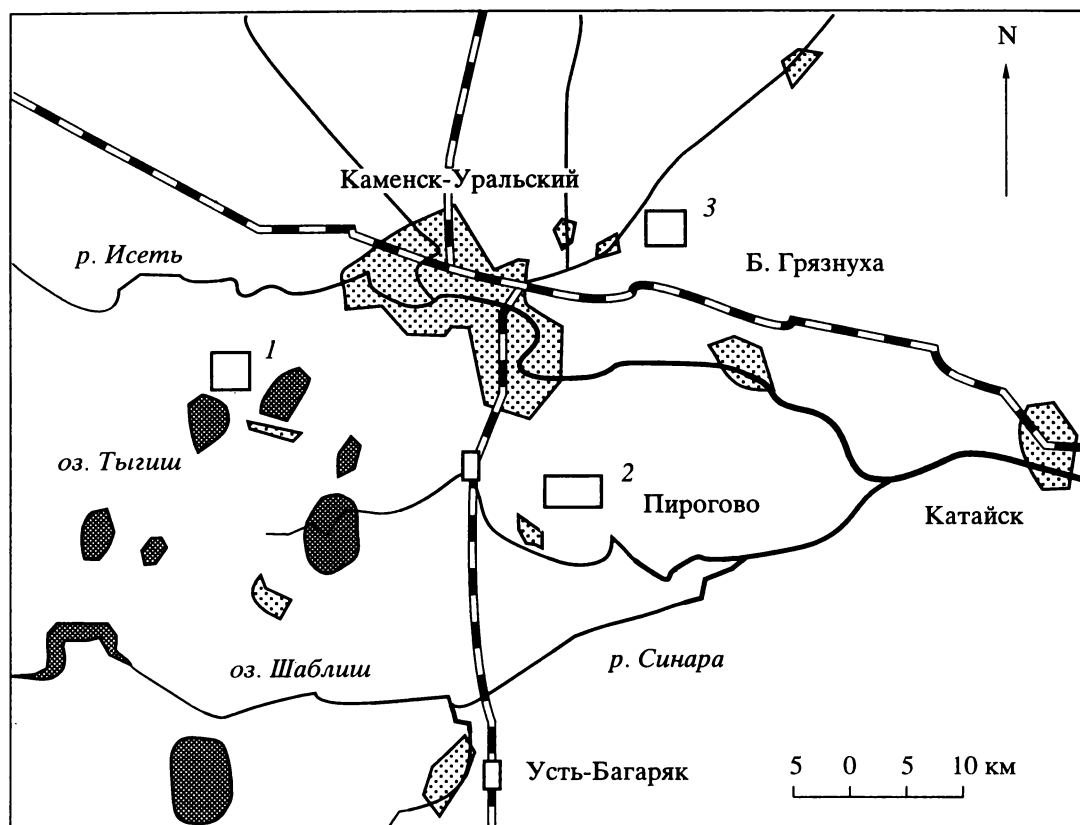 N
Каменск-Уральский
3
р. Исеть
Б. Грязнуха
1
оз. Тыгиш
2
Пирогово
Катайск
оз. Шаблиш
р. Синара
Усть-Багаряк
5 0 5 10 км